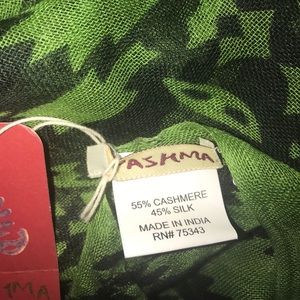 ASHMA
55% CASHMERE
45% SILK
MADE IN INDIA
RN# 75343